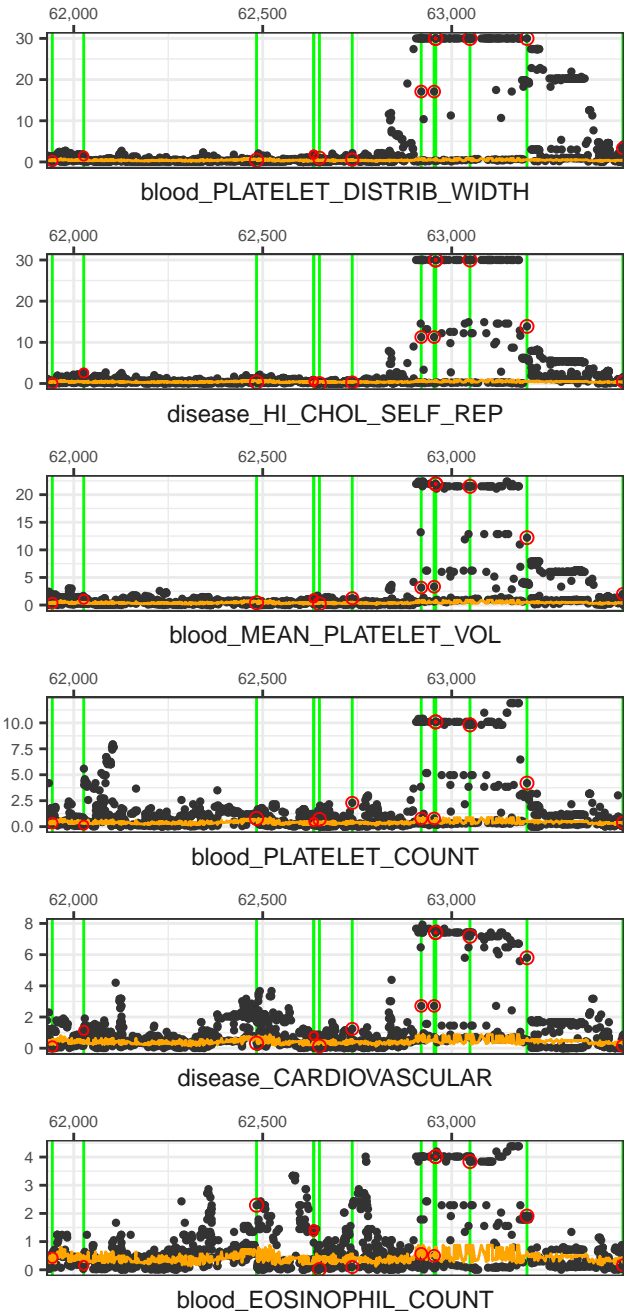 62,000 62,500 63,000
30
20
10
0
blood_PLATELET_DISTRIB_WIDTH
62,000 62,500 63,000
30
20
10
0
disease_HI_CHOL_SELF_REP
62,000 62,500 63,000
20
15
10
5
0
blood_MEAN_PLATELET_VOL
62,000 62,500 63,000
10.0
7.5
5.0
2.5
0.0
blood_PLATELET_COUNT
62,000 62,500 63,000
8
6
4
2
0
disease_CARDIOVASCULAR
62,000 62,500 63,000
4
3
2
1
0
blood_EOSINOPHIL_COUNT